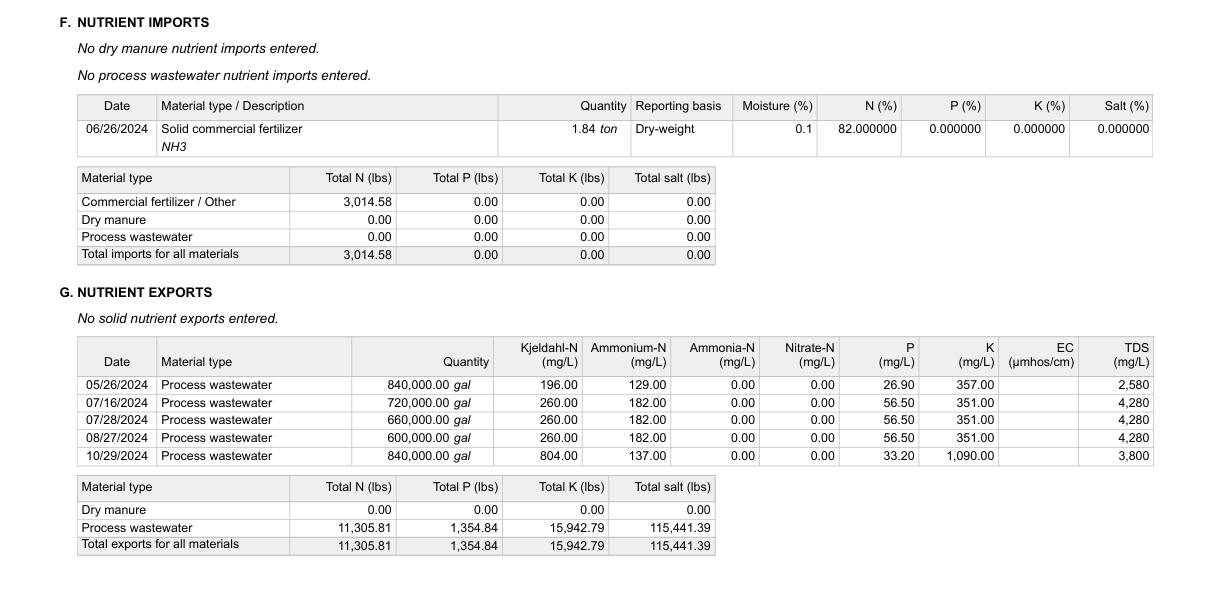 F. NUTRIENT IMPORTS
No dry manure nutrient imports entered.
No process wastewater nutrient imports entered.
Date Material type / Description Quantity Reporting basis Moisture (%) N (%) P (%) K (%) Salt (%)
06/26/2024 Solid commercial fertilizer 1.84 ton Dry-weight 0.1 82.000000 0.000000 0.000000 0.000000
NH3
Material type Total N (lbs) Total P (lbs) Total K (lbs) Total salt (lbs)
Commercial fertilizer / Other 3,014.58 0.00 0.00 0.00
Dry manure 0.00 0.00 0.00 0.00
Process wastewater 0.00 0.00 0.00 0.00
Total imports for all materials 3,014.58 0.00 0.00 0.00
G. NUTRIENT EXPORTS
No solid nutrient exports entered.
Kjeldahl-N Ammonium-N Ammonia-N Nitrate-N P K EC TDS
Date Material type Quantity (mg/L) (mg/L) (mg/L) (mg/L) (mg/L) (mg/L) (µmhos/cm) (mg/L)
05/26/2024 Process wastewater 840,000.00 gal 196.00 129.00 0.00 0.00 26.90 357.00 2,580
07/16/2024 Process wastewater 720,000.00 gal 260.00 182.00 0.00 0.00 56.50 351.00 4,280
07/28/2024 Process wastewater 660,000.00 gal 260.00 182.00 0.00 0.00 56.50 351.00 4,280
08/27/2024 Process wastewater 600,000.00 gal 260.00 182.00 0.00 0.00 56.50 351.00 4,280
10/29/2024 Process wastewater 840,000.00 gal 804.00 137.00 0.00 0.00 33.20 1,090.00 3,800
Material type Total N (lbs) Total P (lbs) Total K (lbs) Total salt (lbs)
Dry manure 0.00 0.00 0.00 0.00
Process wastewater 11,305.81 1,354.84 15,942.79 115,441.39
Total exports for all materials 11,305.81 1,354.84 15,942.79 115,441.39